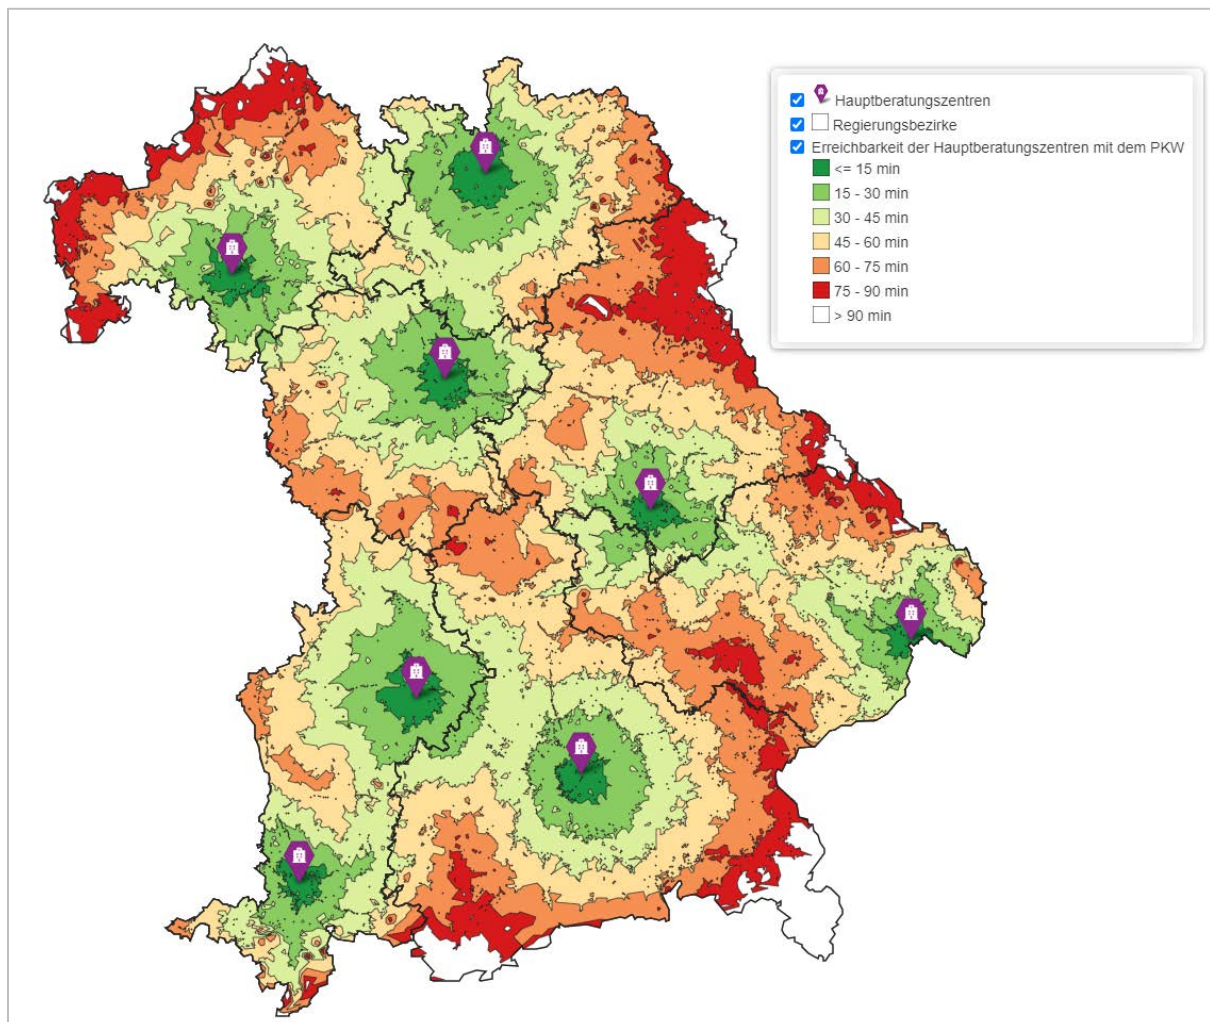 Hauptberatungszentren
Regierungsbezirke
Erreichbarkeit der Hauptberatungszentren mit dem PKW
<= 15 min
15 - 30 min
30 - 45 min
45 - 60 min
60 - 75 min
75 - 90 min
> 90 min